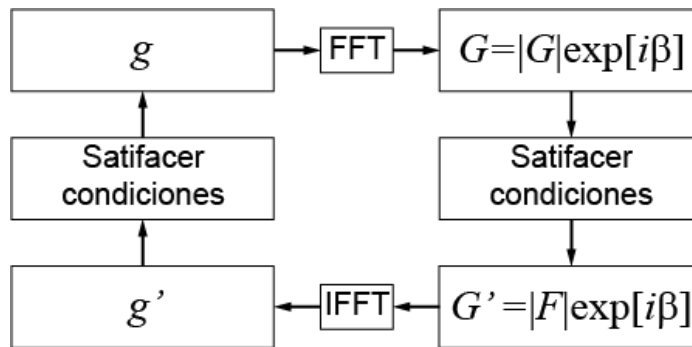 g
FFT
G=|G|exp[iβ]
Satifacer
condiciones
Satifacer
condiciones
g’
IFFT
G’=|F|exp[iβ]